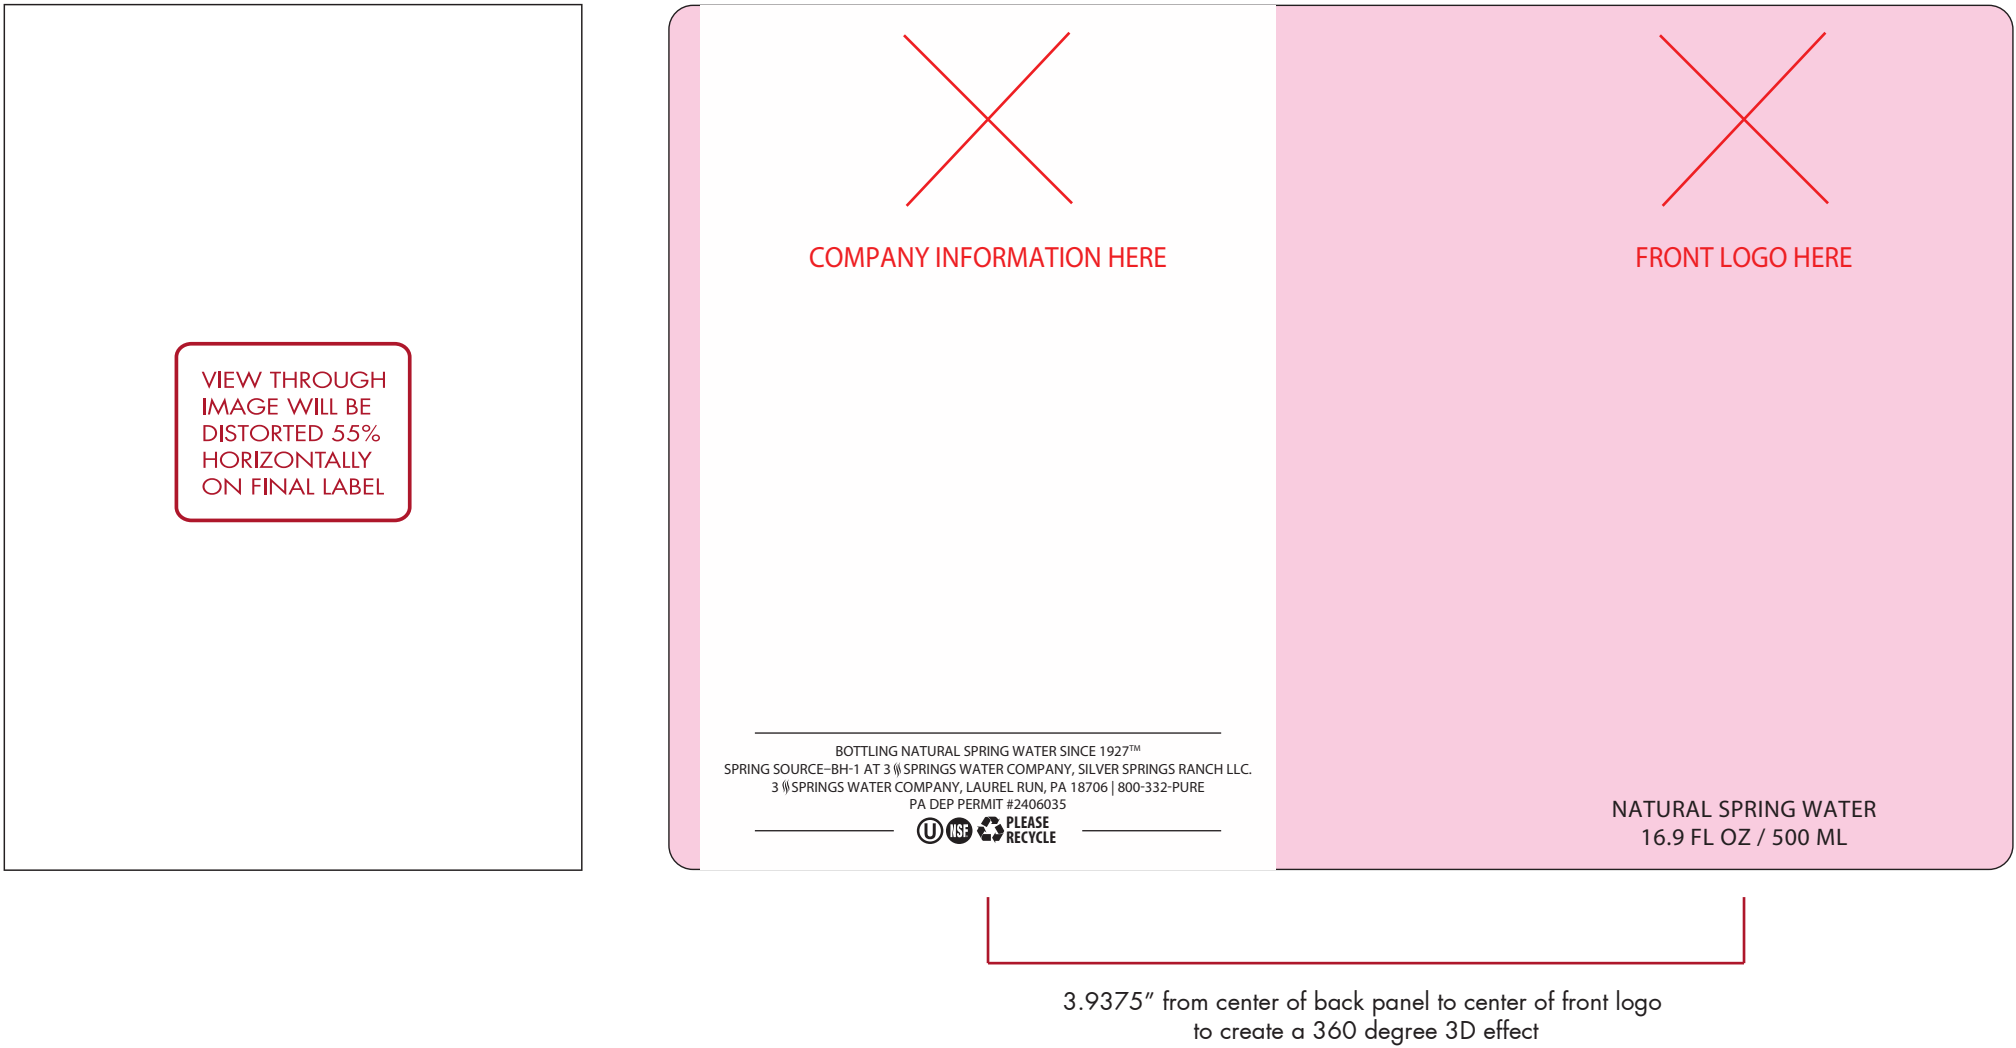 VIEW THROUGH
IMAGE WILL BE
DISTORTED 55%
HORIZONTALLY
ON FINAL LABEL
COMPANY INFORMATION HERE
BOTTLING NATURAL SPRING WATER SINCE 1927™
SPRING SOURCE–BH-1 AT 3 SPRINGS WATER COMPANY, SILVER SPRINGS RANCH LLC.
3 SPRINGS WATER COMPANY, LAUREL RUN, PA 18706 | 800-332-PURE
PA DEP PERMIT #2406035
U NSF PLEASE
RECYCLE
FRONT LOGO HERE
NATURAL SPRING WATER
16.9 FL OZ / 500 ML
3.9375” from center of back panel to center of front logo
to create a 360 degree 3D effect